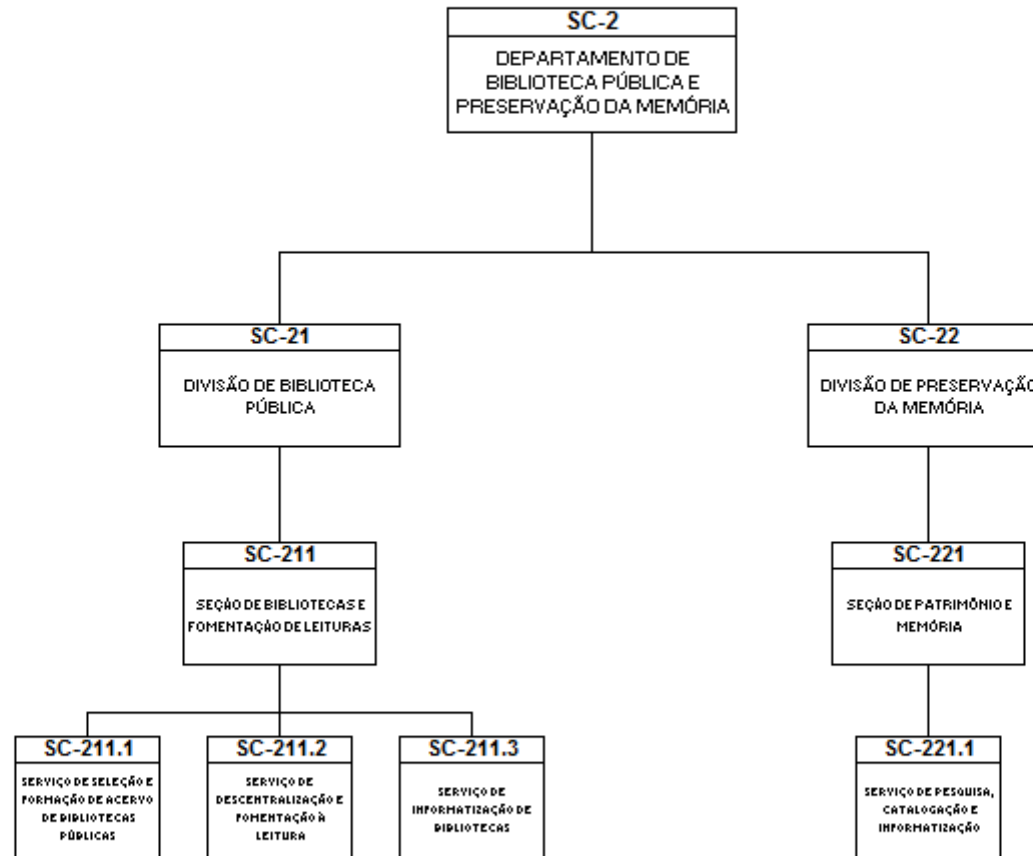 SC-2
DEPARTAMENTO DE
BIBLIOTECA PÚBLICA E
PRESERVAÇÃO DA MEMÓRIA
SC-21
DIVISÃO DE BIBLIOTECA
PÚBLICA
SC-22
DIVISÃO DE PRESERVAÇÃO
DA MEMÓRIA
SC-211
SEÇÃO DE BIBLIOTECAS E
FOMENTAÇÃO DE LEITURAS
SC-221
SEÇÃO DE PATRIMÔNIO E
MEMÓRIA
SC-211.1
SERVIÇO DE SELEÇÃO E
FORMAÇÃO DE ACERVO
DE BIBLIOTECAS
PÚBLICAS
SC-211.2
SERVIÇO DE
DESCENTRALIZAÇÃO E
FOMENTAÇÃO À
LEITURA
SC-211.3
SERVIÇO DE
INFORMATIZAÇÃO DE
BIBLIOTECAS
SC-221.1
SERVIÇO DE PESQUISA,
CATALOGAÇÃO E
INFORMATIZAÇÃO